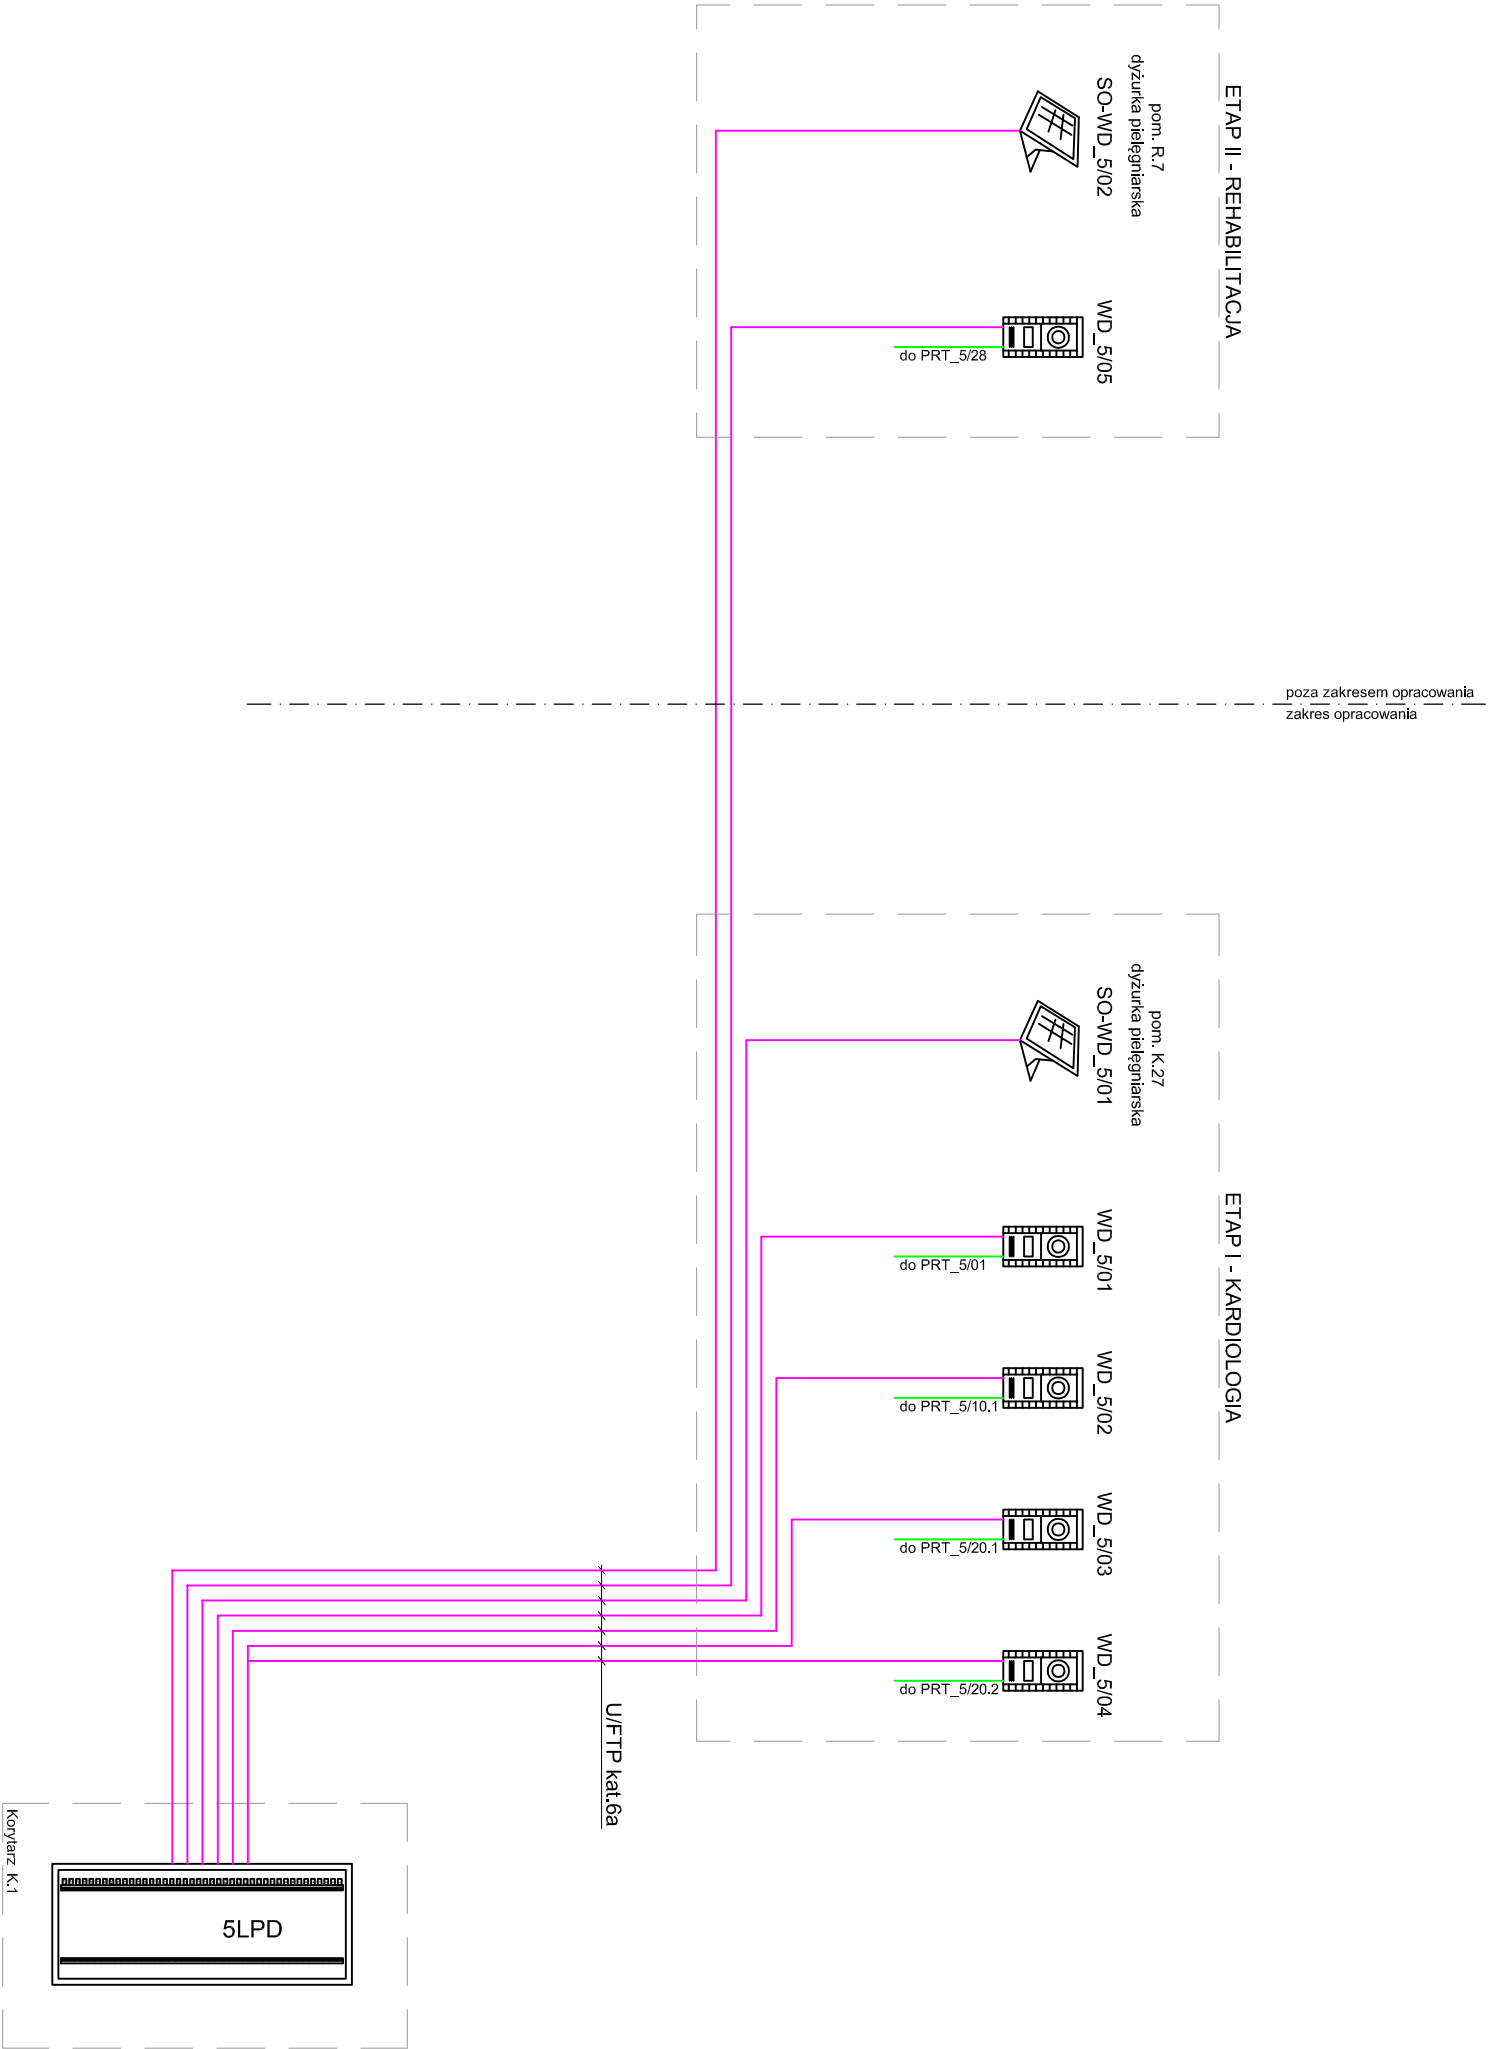 ETAP II - REHABILITACJA
pom. R.7
dyżurka pielęgniarska
SO-WD_5/02
WD_5/05
do PRT_5/28
poza zakresem opracowania
zakres opracowania
ETAP I - KARDIOLOGIA
pom. K.27
dyżurka pielęgniarska
SO-WD_5/01
WD_5/01
do PRT_5/01
WD_5/02
do PRT_5/10.1
WD_5/03
do PRT_5/20.1
WD_5/04
do PRT_5/20.2
U/FTP kat.6a
Korytarz K.1
5LPD